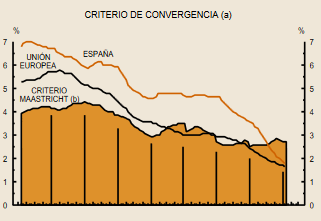 CRITERIO DE CONVERGENCIA (a)
% %
7 7
6 6
5 5
4 4
3 3
2 2
1 1
0 0
ESPAÑA
UNIÓN
EUROPEA
CRITERIO
MAASTRICHT (b)